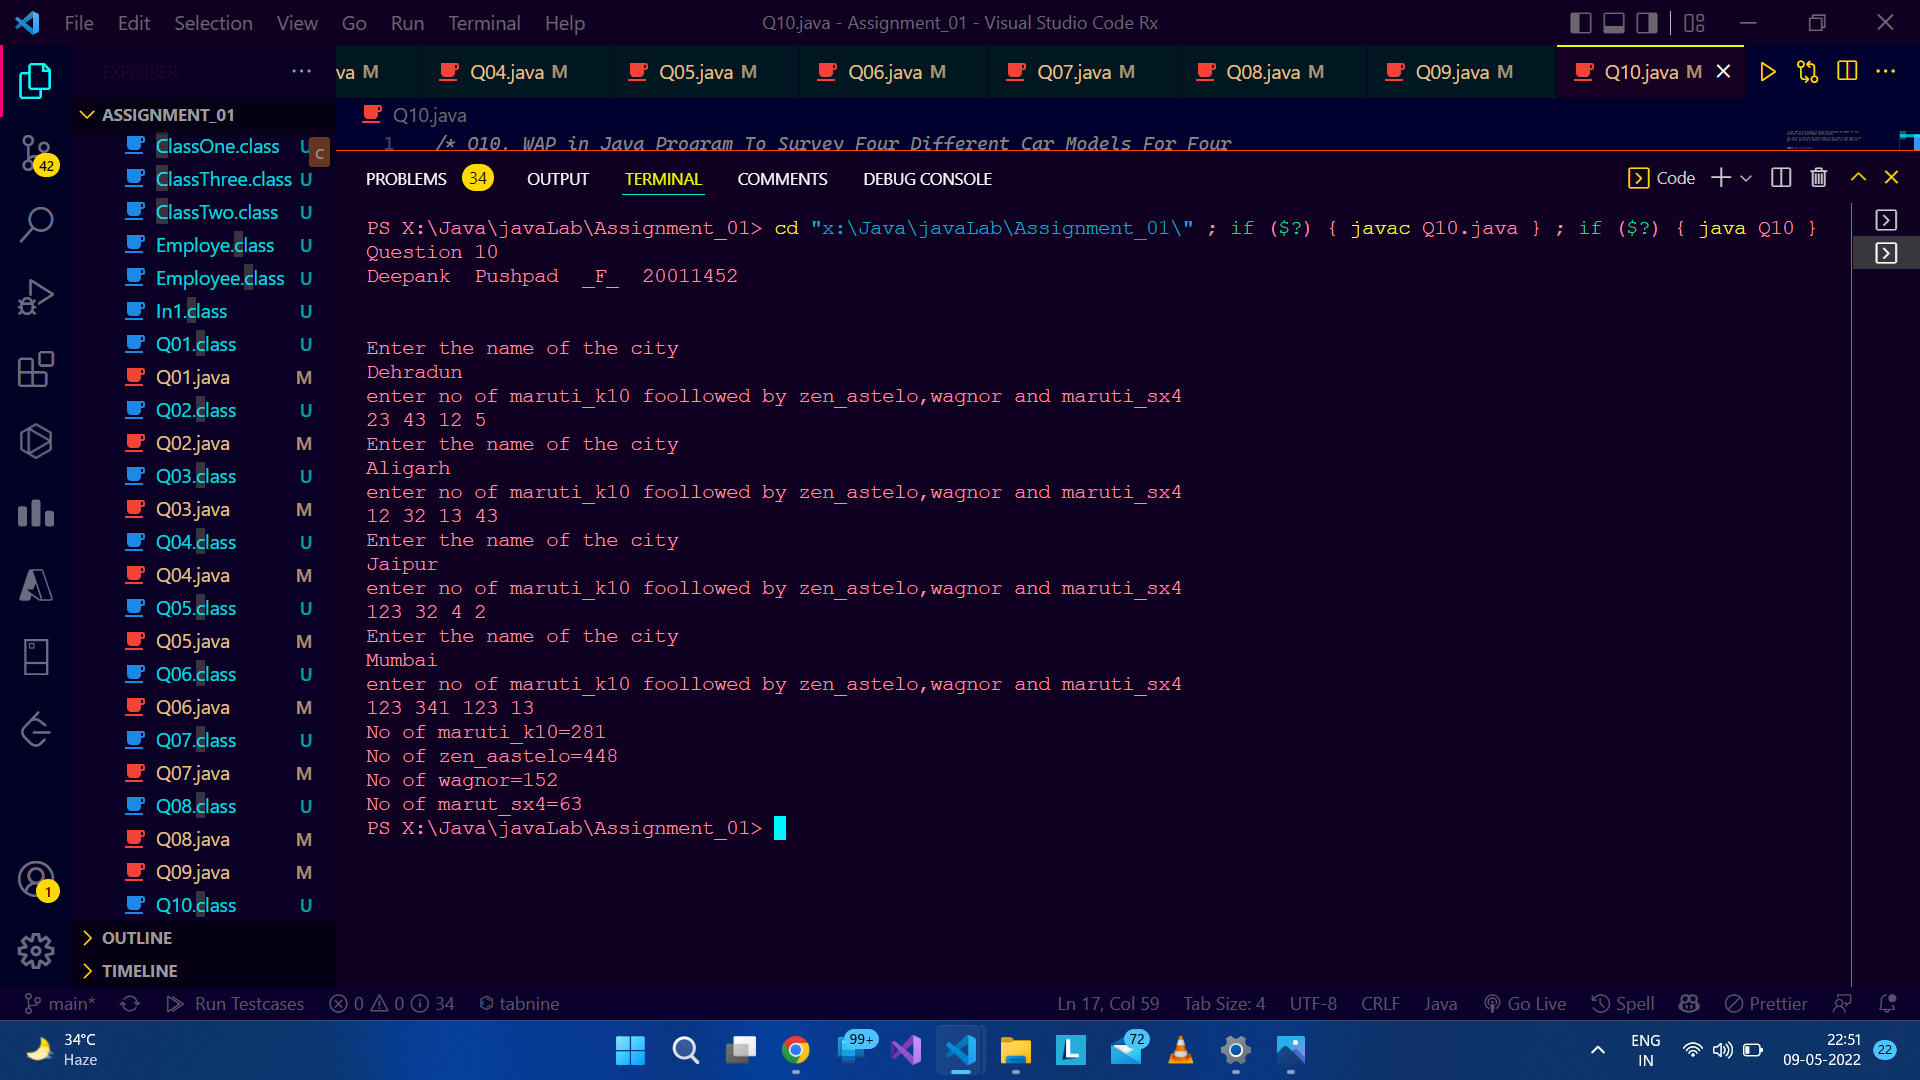 File Edit Selection View Go Run Terminal Help Q10.java - Assignment_01 - Visual Studio Code Rx
EXPLORER
va M Q04.java M Q05.java M Q06.java M Q07.java M Q08.java M Q09.java M Q10.java M
ASSIGNMENT_01
Q10.java
1 /* Q10. WAP in Java Program To Survey Four Different Car Models For Four
ClassOne.class U
C
ClassThree.class U
ClassTwo.class U
Employe.class U
Employee.class U
In1.class U
Q01.class U
Q01.java M
Q02.class U
Q02.java M
Q03.class U
Q03.java M
Q04.class U
Q04.java M
Q05.class U
Q05.java M
Q06.class U
Q06.java M
Q07.class U
Q07.java M
Q08.class U
Q08.java M
Q09.java M
Q10.class U
OUTLINE
TIMELINE
42
1
PROBLEMS 34 OUTPUT TERMINAL COMMENTS DEBUG CONSOLE Code
PS X:\Java\javaLab\Assignment_01> cd "x:\Java\javaLab\Assignment_01\" ; if ($?) { javac Q10.java } ; if ($?) { java Q10 }
Question 10
Deepank Pushpad _F_ 20011452
Enter the name of the city
Dehradun
enter no of maruti_k10 foollowed by zen_astelo,wagnor and maruti_sx4
23 43 12 5
Enter the name of the city
Aligarh
enter no of maruti_k10 foollowed by zen_astelo,wagnor and maruti_sx4
12 32 13 43
Enter the name of the city
Jaipur
enter no of maruti_k10 foollowed by zen_astelo,wagnor and maruti_sx4
123 32 4 2
Enter the name of the city
Mumbai
enter no of maruti_k10 foollowed by zen_astelo,wagnor and maruti_sx4
123 341 123 13
No of maruti_k10=281
No of zen_aastelo=448
No of wagnor=152
No of marut_sx4=63
PS X:\Java\javaLab\Assignment_01>
main* Run Testcases 0 0 34 tabnine Ln 17, Col 59 Tab Size: 4 UTF-8 CRLF Java Go Live Spell Prettier
34°C
Haze
99+
L
72
ENG
IN
22:51
09-05-2022
22